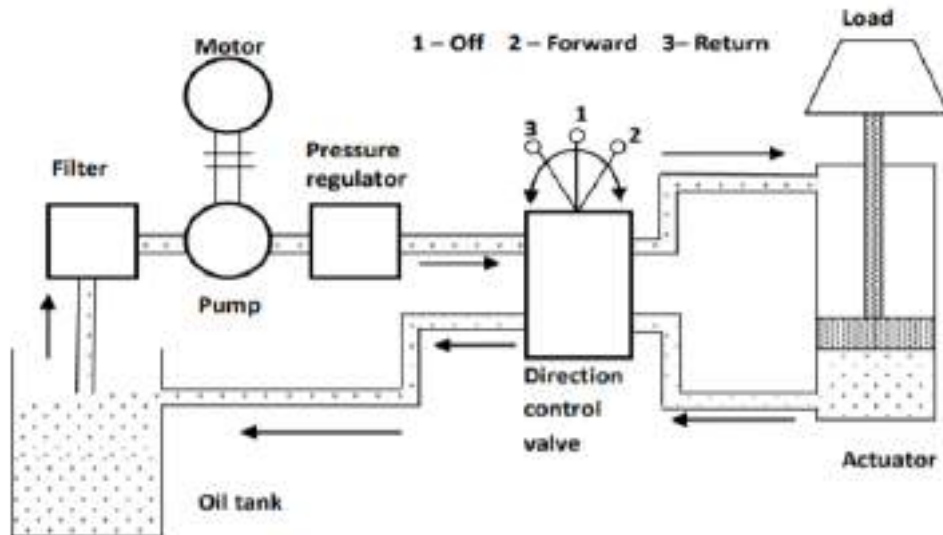 Load
Motor
1 – Off 2 – Forward 3– Return
1
3
2
Pressure
regulator
Filter
Pump
Direction
control
valve
Actuator
Oil tank